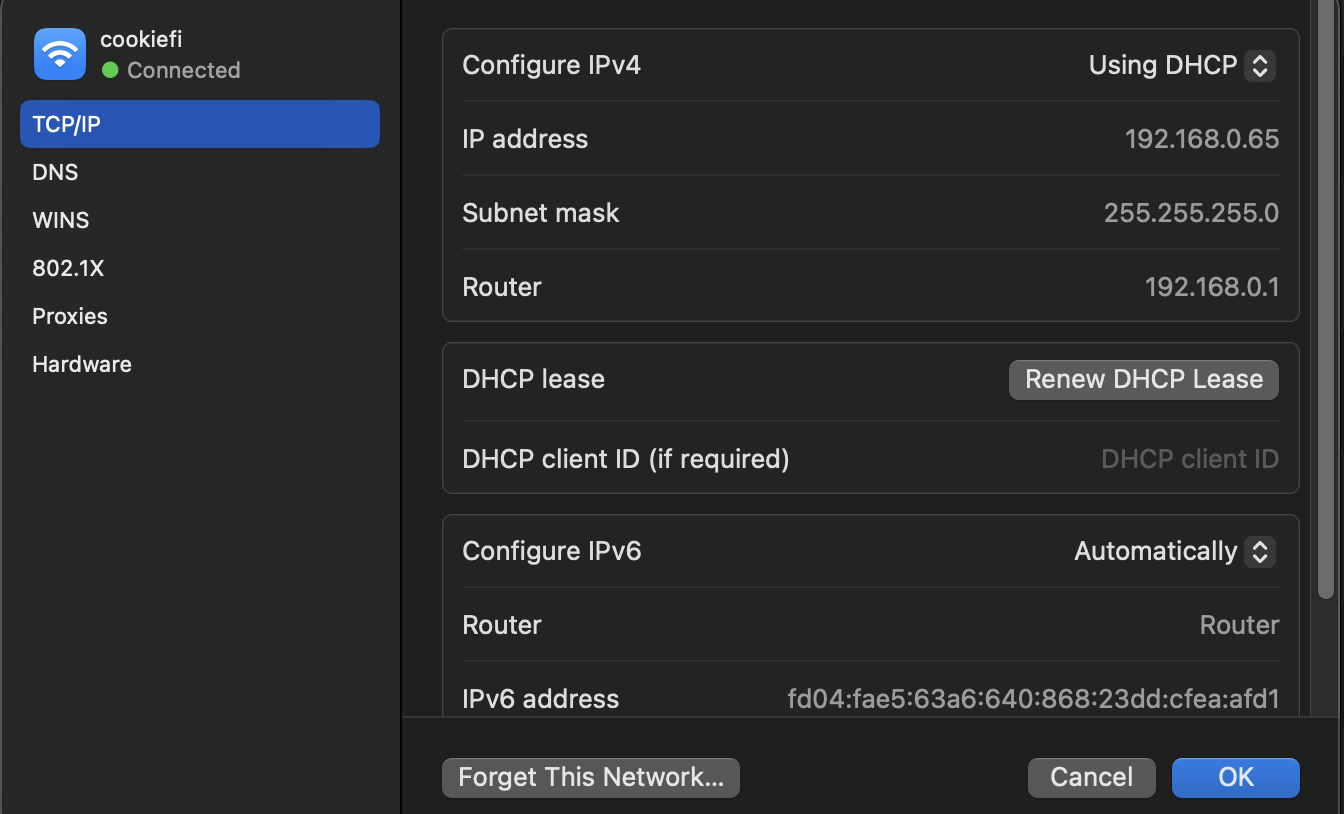 cookiefi
Connected
TCP/IP
DNS
WINS
802.1X
Proxies
Hardware
Configure IPv4 Using DHCP
IP address 192.168.0.65
Subnet mask 255.255.255.0
Router 192.168.0.1
DHCP lease Renew DHCP Lease
DHCP client ID (if required) DHCP client ID
Configure IPv6 Automatically
Router Router
IPv6 address fd04:fae5:63a6:640:868:23dd:cfea:afd1
Forget This Network... Cancel OK